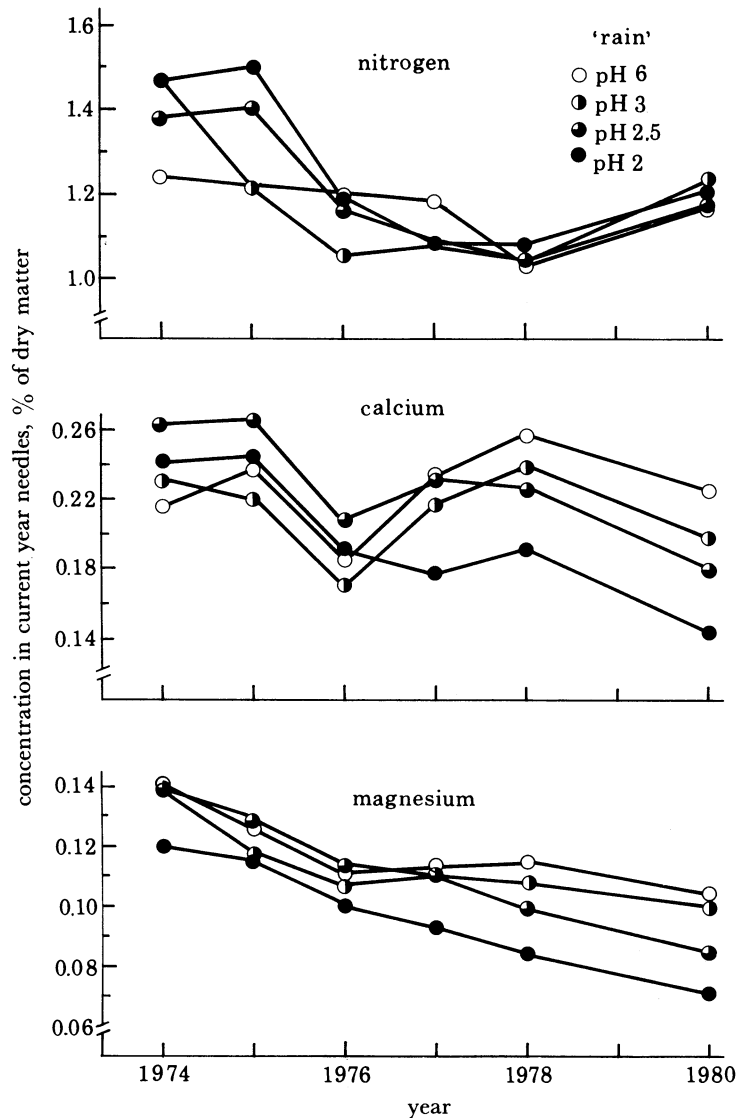 concentration in current year needles, % of dry matter
nitrogen
'rain'
pH 6
pH 3
pH 2.5
pH 2
1.6
1.4
1.2
1.0
calcium
0.26
0.22
0.18
0.14
magnesium
0.14
0.12
0.10
0.08
0.06
1974 1976 1978 1980
year